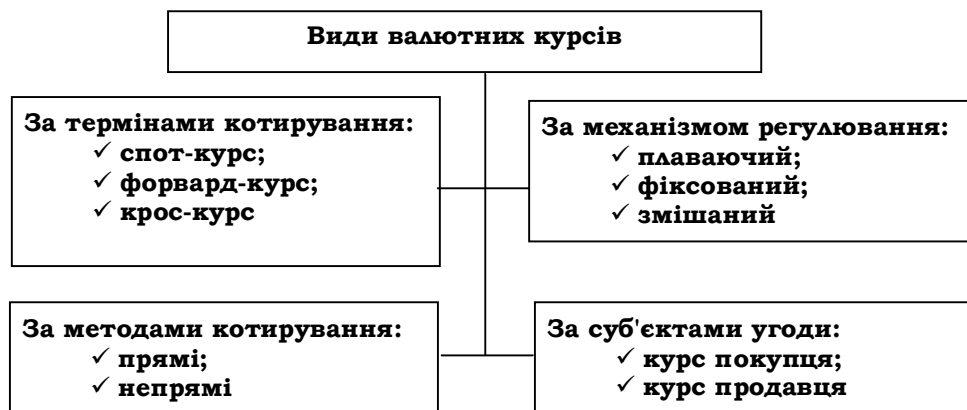 Види валютних курсів
За термінами котирування:
✓ спот-курс;
✓ форвард-курс;
✓ крос-курс
За механізмом регулювання:
✓ плаваючий;
✓ фіксований;
✓ змішаний
За методами котирування:
✓ прямі;
✓ непрямі
За суб'єктами угоди:
✓ курс покупця;
✓ курс продавця